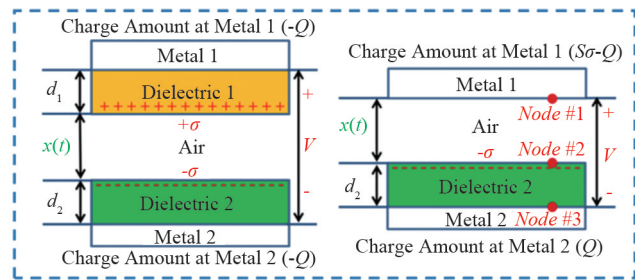 Charge Amount at Metal 1 (-Q)
Metal 1
d1
Dielectric 1
+ + + + + + + + + + + +
+
+σ
x(t)
Air
V
-σ
-
d2
Dielectric 2
Metal 2
Charge Amount at Metal 2 (-Q)
Charge Amount at Metal 1 (Sσ-Q)
Metal 1
Node #1
+
x(t)
Air
-σ
Node #2
V
d2
Dielectric 2
-
Metal 2
Node #3
Charge Amount at Metal 2 (Q)